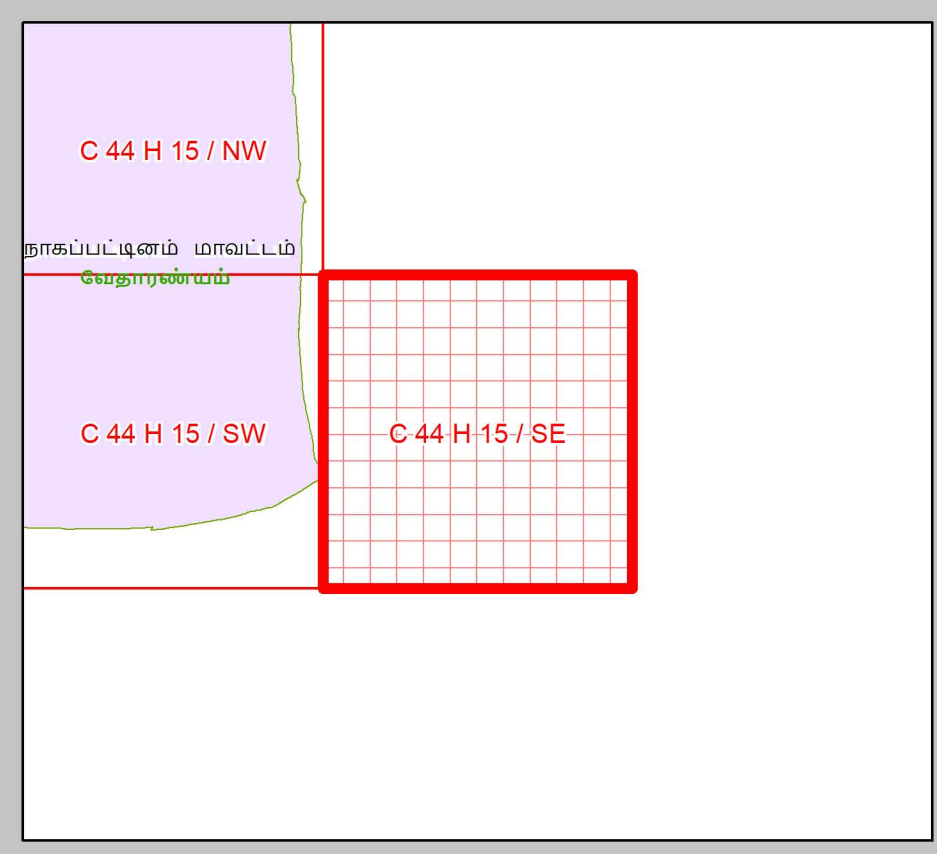 C 44 H 15 / NW
நாகப்பட்டினம் மாவட்டம்
வேதாரண்யம்
C 44 H 15 / SW
C 44 H 15 / SE